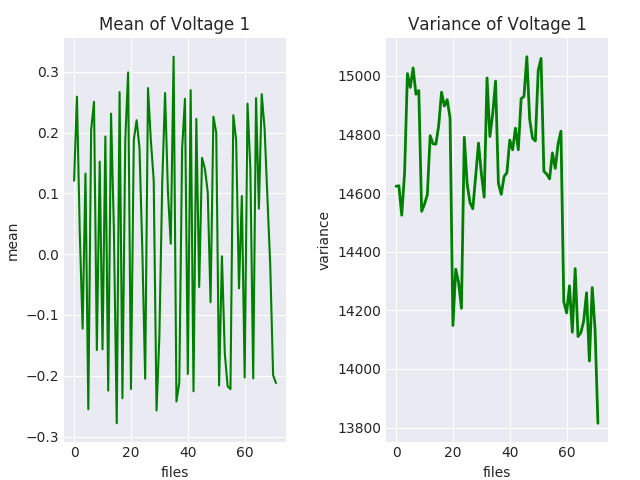 Mean of Voltage 1
0.3
0.2
0.1
0.0
−0.1
−0.2
−0.3
mean
0 20 40 60
files
Variance of Voltage 1
15000
14800
14600
14400
14200
14000
13800
variance
0 20 40 60
files